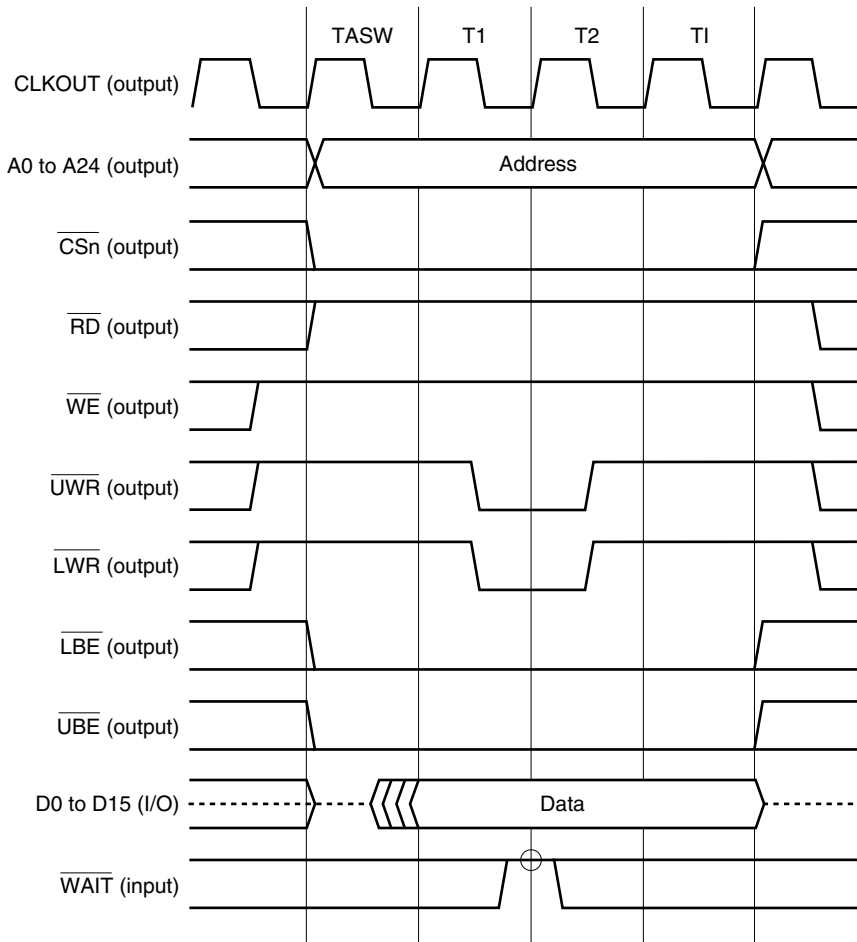 TASW T1 T2 TI
CLKOUT (output)
A0 to A24 (output) Address
CSn (output)
RD (output)
WE (output)
UWR (output)
LWR (output)
LBE (output)
UBE (output)
D0 to D15 (I/O) Data
WAIT (input)